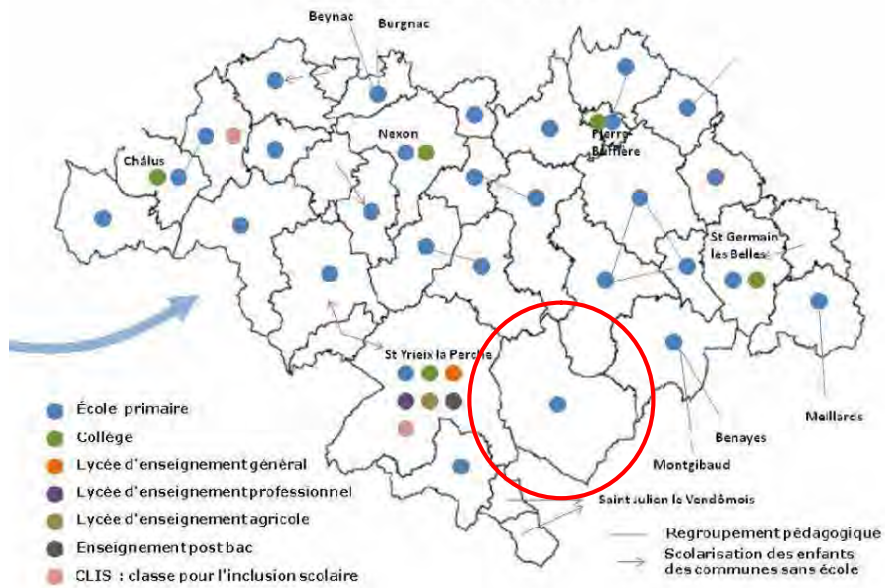 Beynac
Burgnac
Nexon
Pierre
Buffière
Châlus
St Germain
les Belles
St Yrieix la Perche
Meillards
Benayes
Montgibaud
Saint Julien le Vendômois
École primaire
Collège
Lycée d'enseignement général
Lycée d'enseignement professionnel
Lycée d'enseignement agricole
Enseignement post bac
CLIS : classe pour l'inclusion scolaire
Regroupement pédagogique
Scolarisation des enfants
des communes sans école